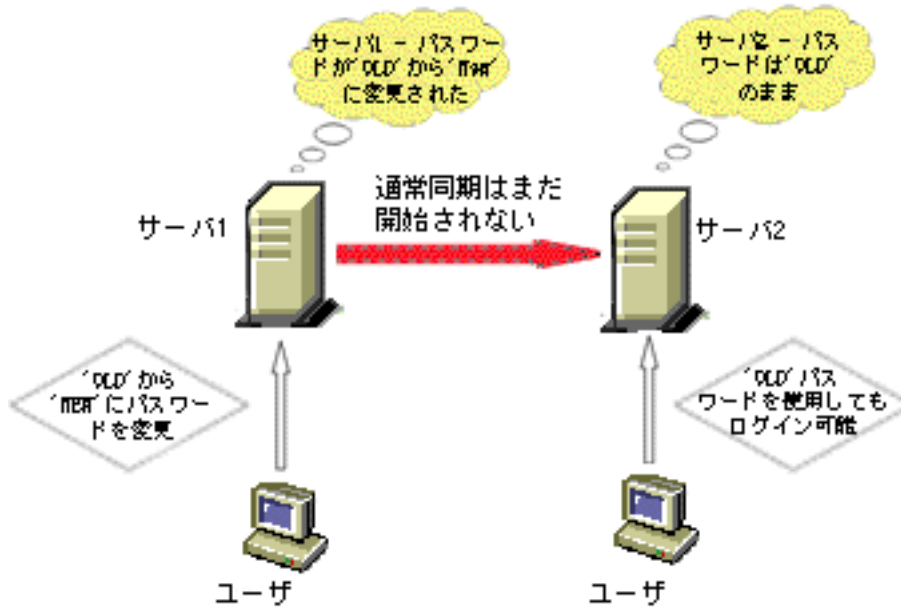 サーバ1 - パスワー
ドが'OLD'から'NEW'
に変更された
サーバ2 - パス
ワードは'OLD'
のまま
通常同期はまだ
開始されない
サーバ1
サーバ2
'OLD'から
'NEW'にパスワー
ドを変更
'OLD'パス
ワードを使用しても
ログイン可能
ユーザ
ユーザ